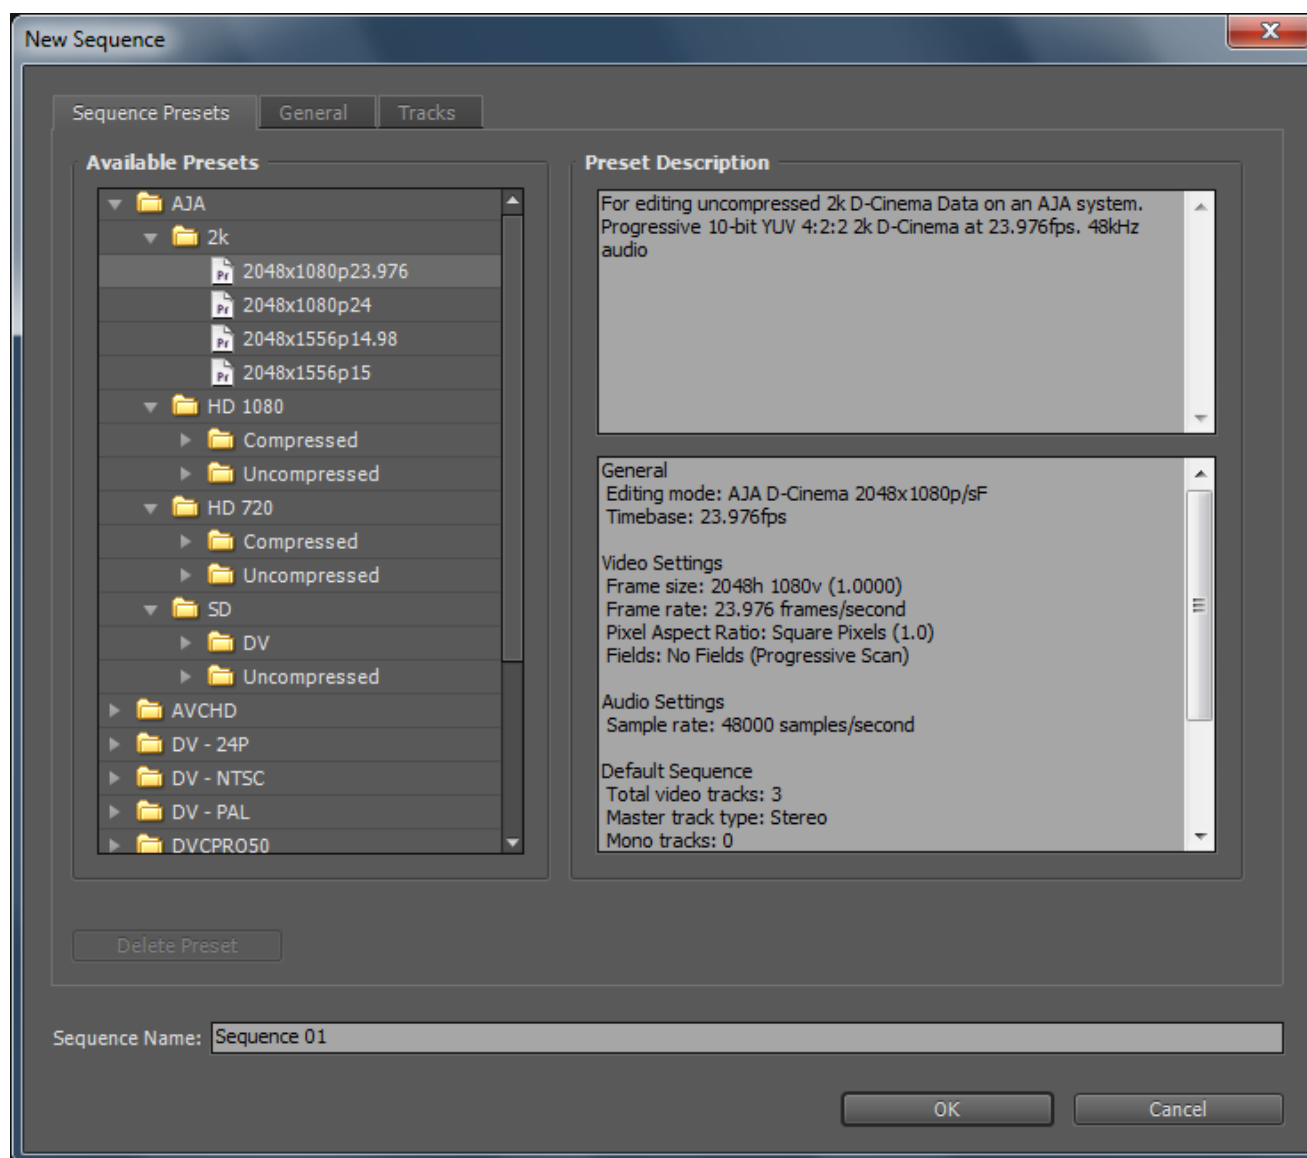 New Sequence
Sequence Presets
General
Tracks
Available Presets
AJA
2k
2048x1080p23.976
2048x1080p24
2048x1556p14.98
2048x1556p15
HD 1080
Compressed
Uncompressed
HD 720
Compressed
Uncompressed
SD
DV
Uncompressed
AVCHD
DV - 24P
DV - NTSC
DV - PAL
DVCPRO50
Preset Description
For editing uncompressed 2k D-Cinema Data on an AJA system.
Progressive 10-bit YUV 4:2:2 2k D-Cinema at 23.976fps. 48kHz
audio
General
Editing mode: AJA D-Cinema 2048x1080p/sF
Timebase: 23.976fps
Video Settings
Frame size: 2048h 1080v (1.0000)
Frame rate: 23.976 frames/second
Pixel Aspect Ratio: Square Pixels (1.0)
Fields: No Fields (Progressive Scan)
Audio Settings
Sample rate: 48000 samples/second
Default Sequence
Total video tracks: 3
Master track type: Stereo
Mono tracks: 0
Delete Preset
Sequence Name: Sequence 01
OK
Cancel